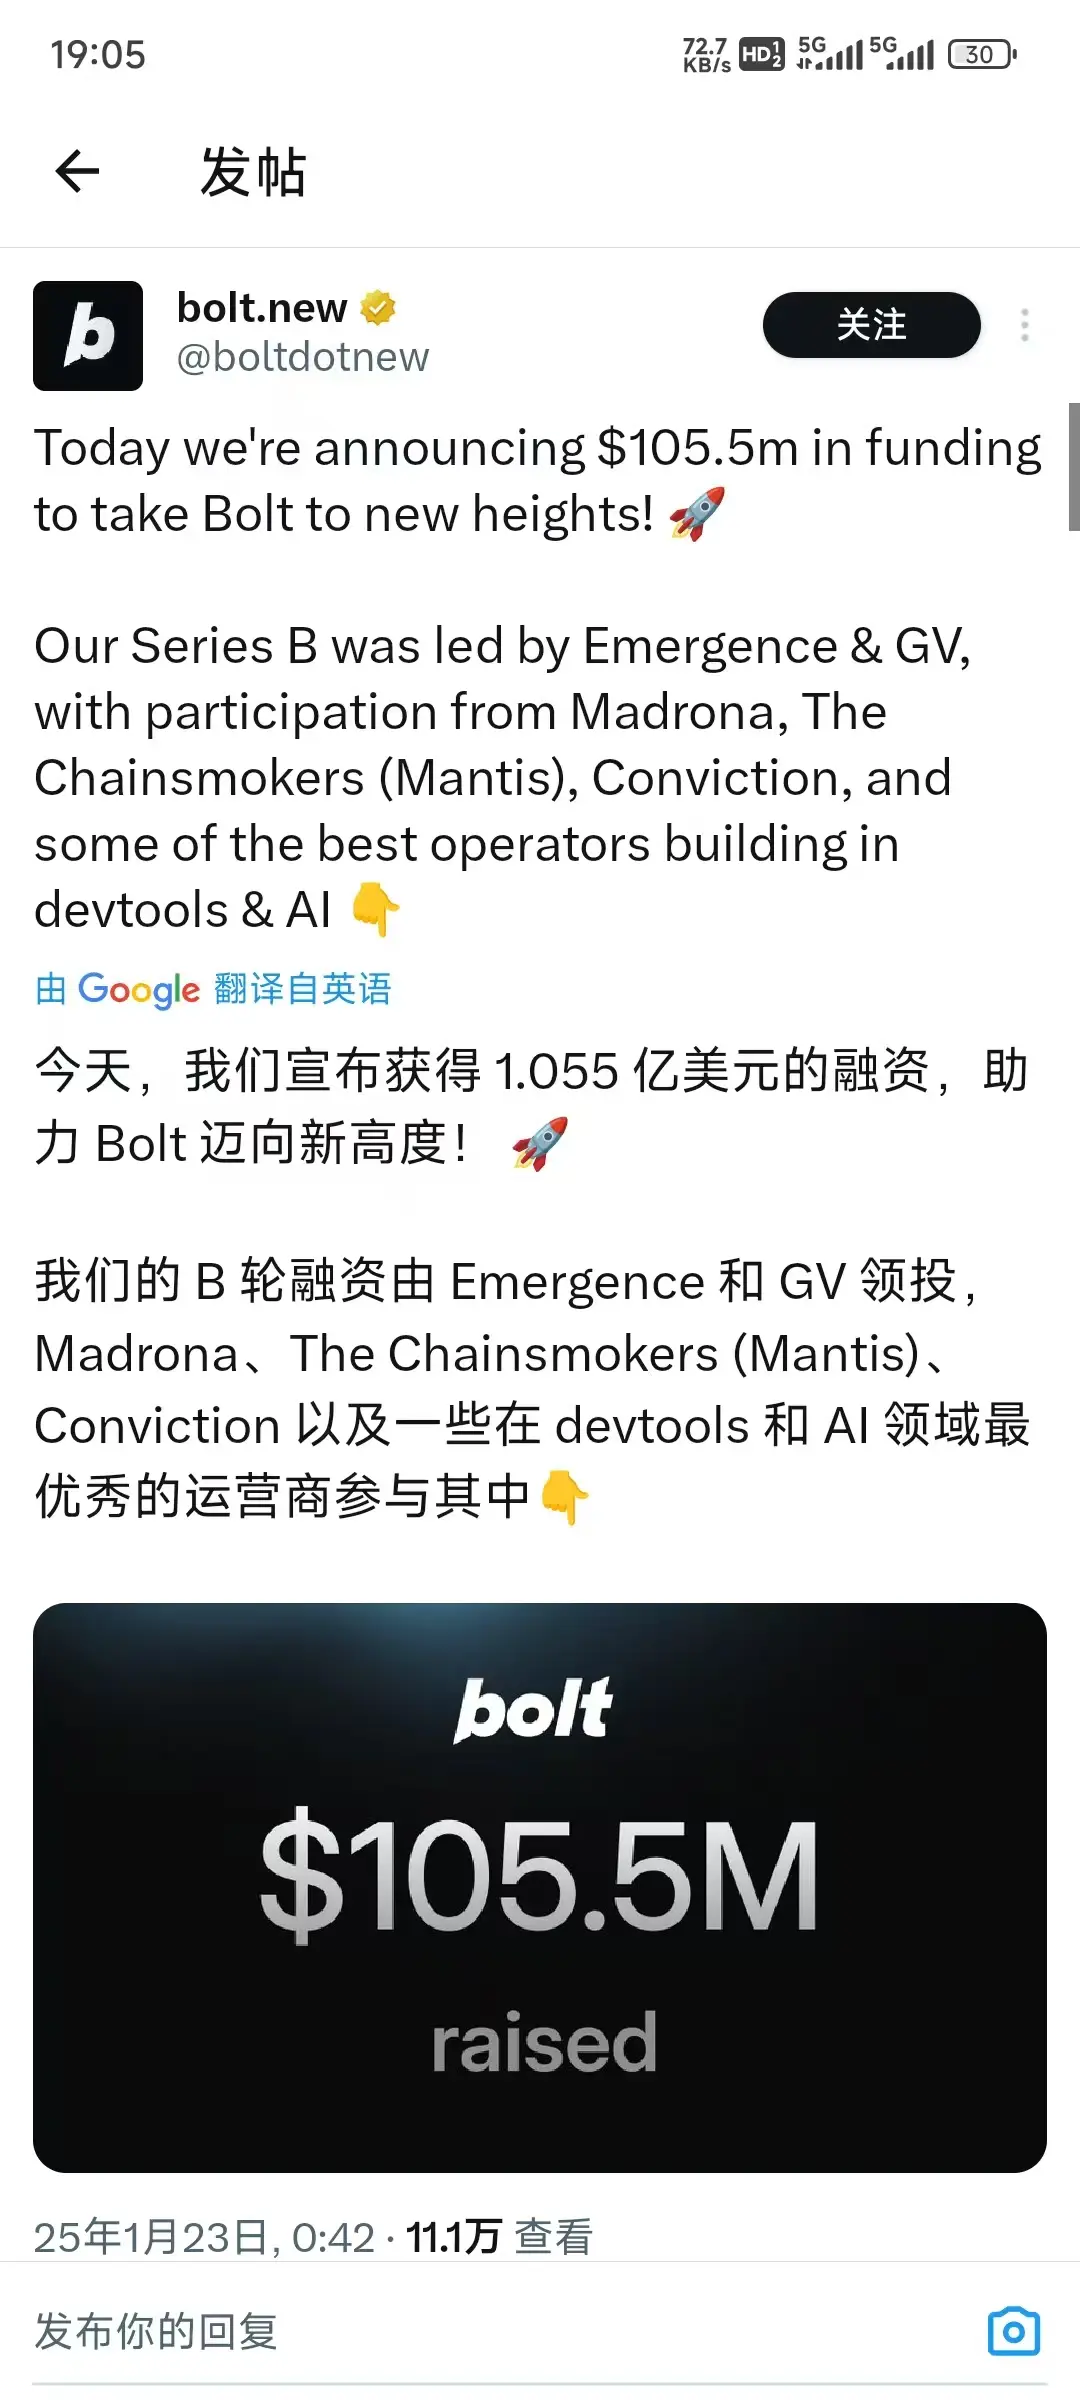 19:05
72.7
KB/s
HD 1 2
5G
5G
30
发帖
b
bolt.new
@boltdotnew
关注
Today we're announcing $105.5m in funding
to take Bolt to new heights! 🚀
Our Series B was led by Emergence & GV,
with participation from Madrona, The
Chainsmokers (Mantis), Conviction, and
some of the best operators building in
devtools & AI 👇
由 Google 翻译自英语
今天，我们宣布获得 1.055 亿美元的融资，助
力 Bolt 迈向新高度！ 🚀
我们的 B 轮融资由 Emergence 和 GV 领投，
Madrona、The Chainsmokers (Mantis)、
Conviction 以及一些在 devtools 和 AI 领域最
优秀的运营商参与其中👇
bolt
$105.5M
raised
25年1月23日, 0:42 · 11.1万 查看
发布你的回复